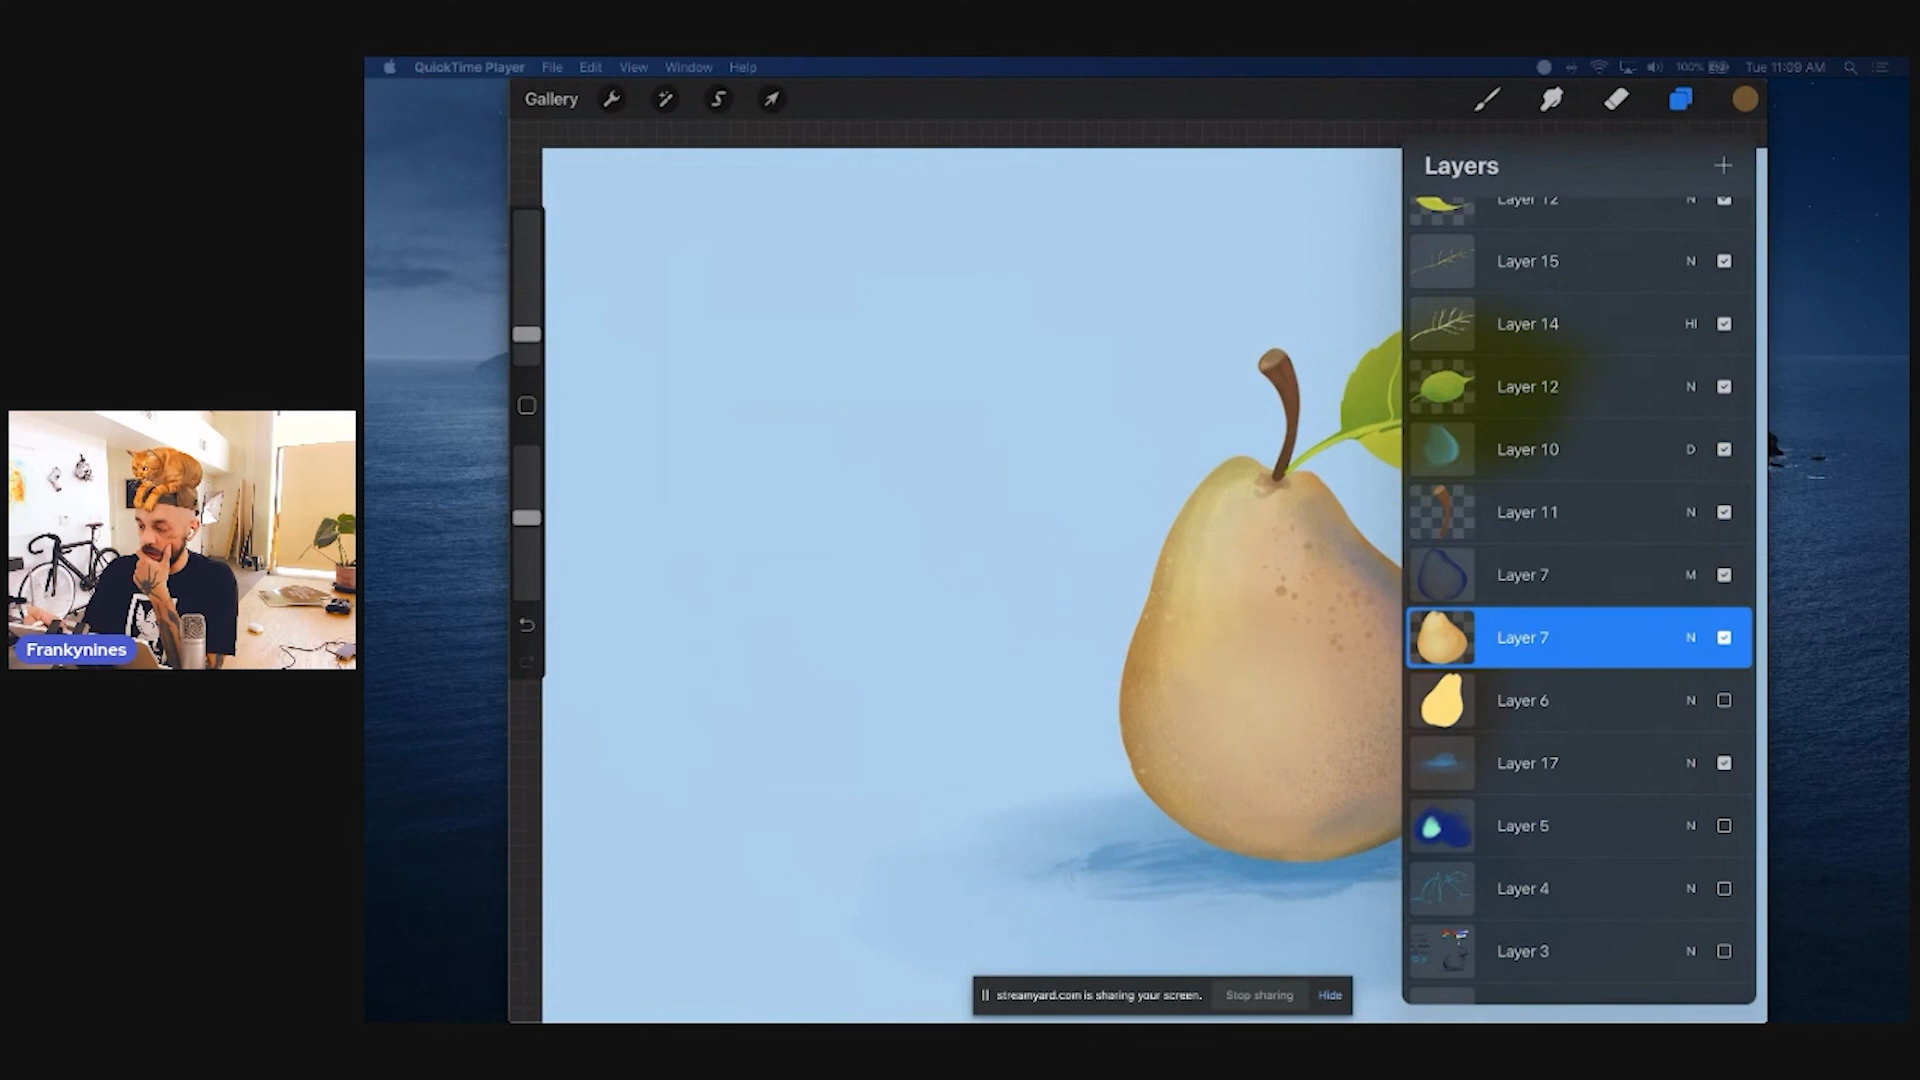 QuickTime Player File Edit View Window Help 100% Tue 11:09 AM
Gallery
Layers
Layer 12 N
Layer 15 N
Layer 14 HI
Layer 12 N
Layer 10 D
Layer 11 N
Layer 7 M
Layer 7 N
Layer 6 N
Layer 17 N
Layer 5 N
Layer 4 N
Layer 3 N
Frankynines
streamyard.com is sharing your screen. Stop sharing Hide